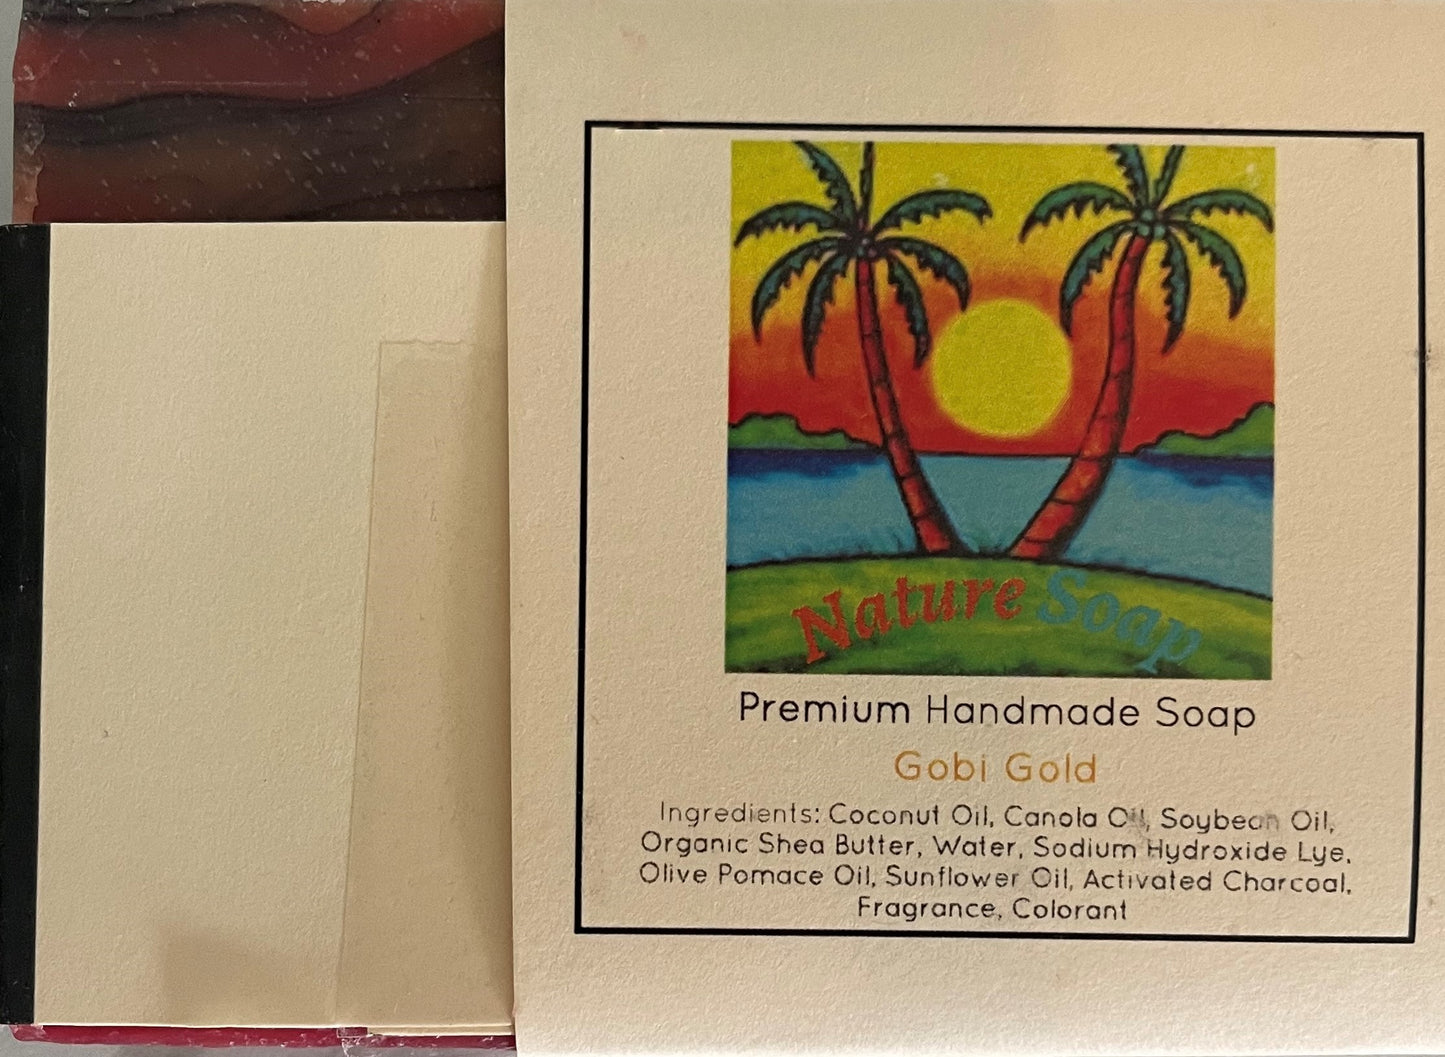 Nature Soap
Premium Handmade Soap
Gobi Gold
Ingredients: Coconut Oil, Canola Oil, Soybean Oil,
Organic Shea Butter, Water, Sodium Hydroxide Lye,
Olive Pomace Oil, Sunflower Oil, Activated Charcoal,
Fragrance, Colorant